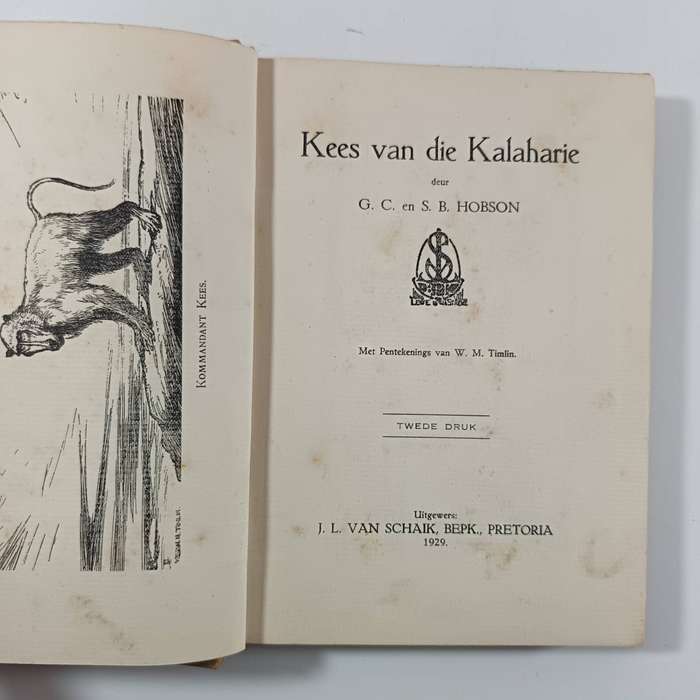 KOMMANDANT KEES.
Kees van die Kalaharie
deur
G. C. en S. B. HOBSON
Met Pentekenings van W. M. Timlin.
TWEDE DRUK
Uitgewers:
J. L. VAN SCHAIK, BEPK., PRETORIA
1929.